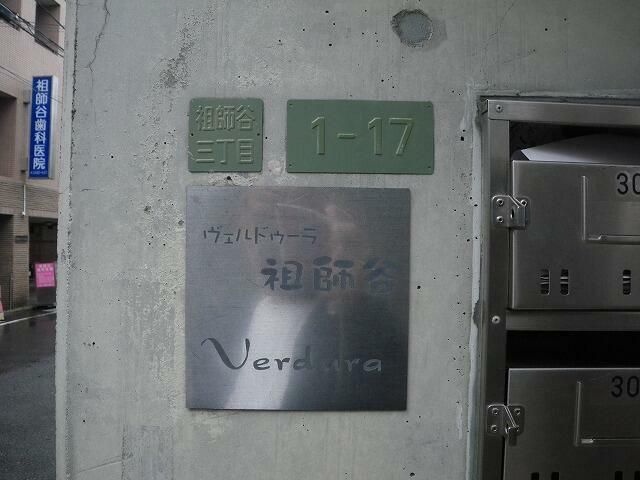 祖師谷歯科医院
祖師谷
三丁目
1-17
ヴェルドゥーラ
祖師谷
Verdura
30
30